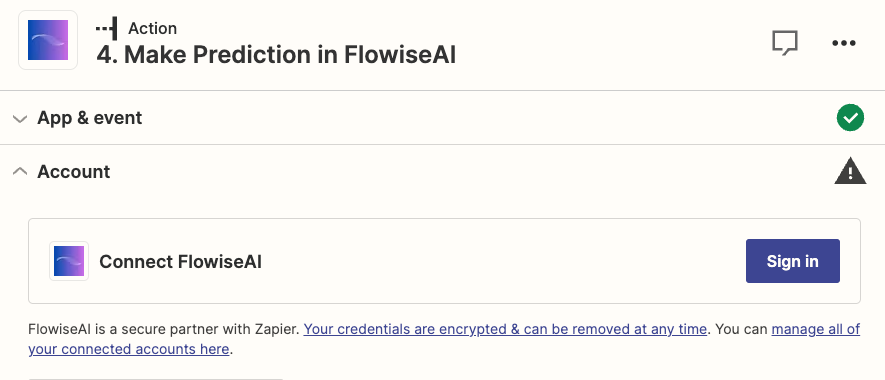 Action
4. Make Prediction in FlowiseAI
App & event
Account
Connect FlowiseAI
Sign in
FlowiseAI is a secure partner with Zapier. Your credentials are encrypted & can be removed at any time. You can manage all of
your connected accounts here.